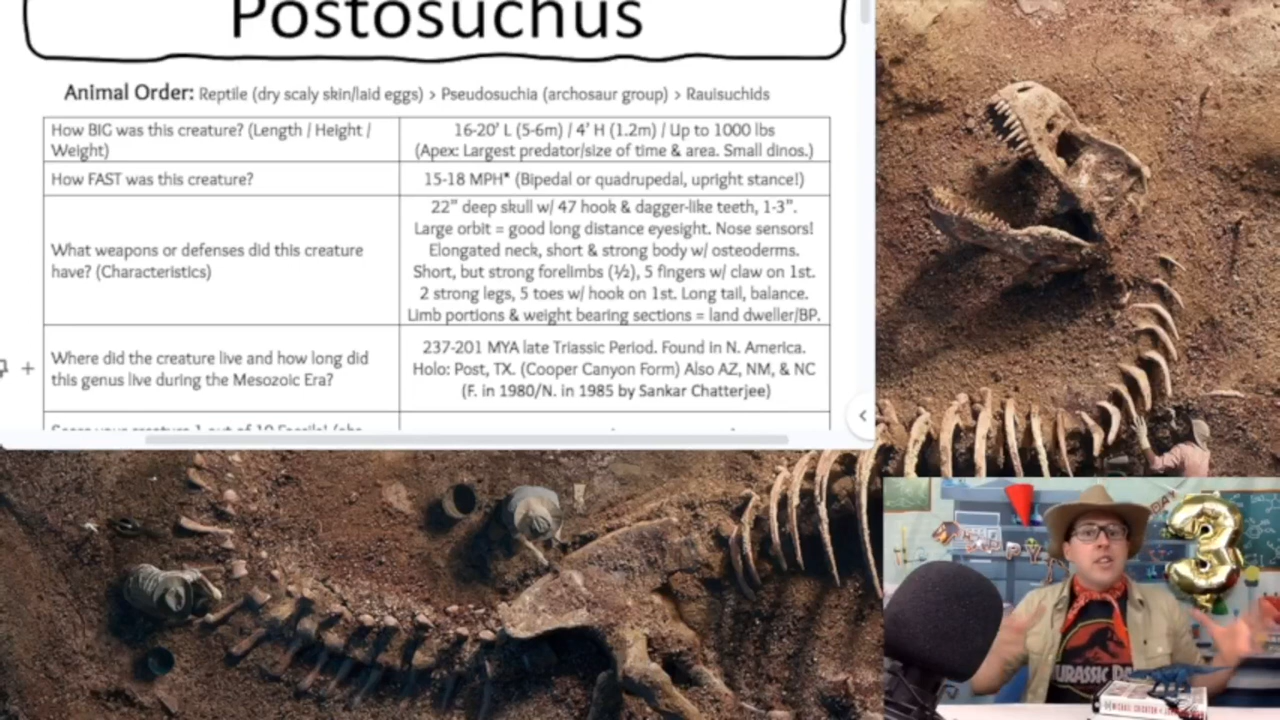 Postosuchus
Animal Order: Reptile (dry scaly skin/laid eggs) > Pseudosuchia (archosaur group) > Rauisuchids
How BIG was this creature? (Length / Height /
Weight)
16-20' L (5-6m) / 4' H (1.2m) / Up to 1000 lbs
(Apex: Largest predator/size of time & area. Small dinos.)
How FAST was this creature?
15-18 MPH* (Bipedal or quadrupedal, upright stance!)
What weapons or defenses did this creature
have? (Characteristics)
22" deep skull w/ 47 hook & dagger-like teeth, 1-3".
Large orbit = good long distance eyesight. Nose sensors!
Elongated neck, short & strong body w/ osteoderms.
Short, but strong forelimbs (½), 5 fingers w/ claw on 1st.
2 strong legs, 5 toes w/ hook on 1st. Long tail, balance.
Limb portions & weight bearing sections = land dweller/BP.
Where did the creature live and how long did
this genus live during the Mesozoic Era?
237-201 MYA late Triassic Period. Found in N. America.
Holo: Post, TX. (Cooper Canyon Form) Also AZ, NM, & NC
(F. in 1980/N. in 1985 by Sankar Chatterjee)
3
JURASSIC PA